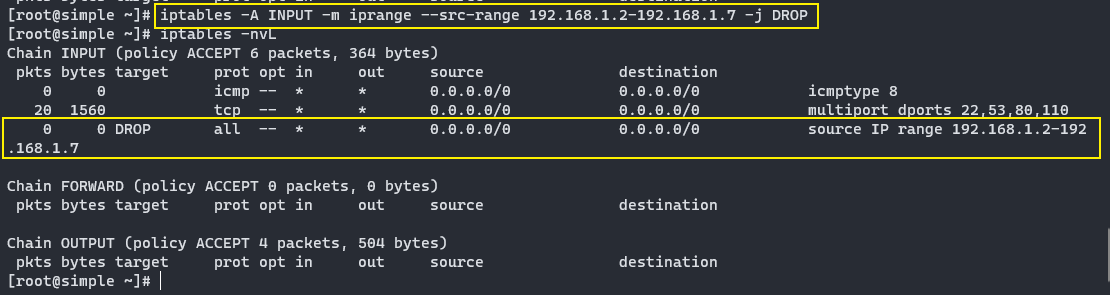 [root@simple ~]# iptables -A INPUT -m iprange --src-range 192.168.1.2-192.168.1.7 -j DROP
[root@simple ~]# iptables -nvL
Chain INPUT (policy ACCEPT 6 packets, 364 bytes)
 pkts bytes target     prot opt in     out     source               destination
    0     0            icmp --  *      *       0.0.0.0/0            0.0.0.0/0            icmptype 8
   20  1560            tcp  --  *      *       0.0.0.0/0            0.0.0.0/0            multiport dports 22,53,80,110
    0     0 DROP       all  --  *      *       0.0.0.0/0            0.0.0.0/0            source IP range 192.168.1.2-192
.168.1.7
Chain FORWARD (policy ACCEPT 0 packets, 0 bytes)
 pkts bytes target     prot opt in     out     source               destination
Chain OUTPUT (policy ACCEPT 4 packets, 504 bytes)
 pkts bytes target     prot opt in     out     source               destination
[root@simple ~]#